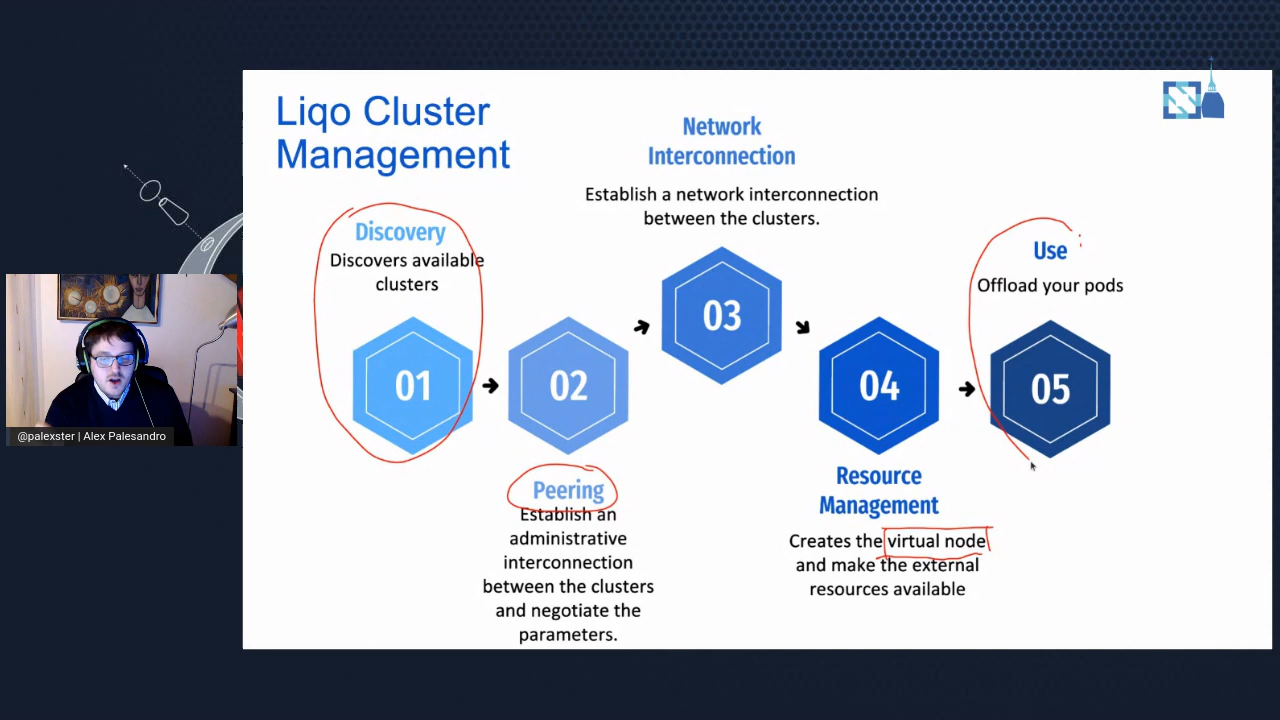 Liqo Cluster
Management
Discovery
Discovers available
clusters
01
02
Peering
Establish an
administrative
interconnection
between the clusters
and negotiate the
parameters.
Network
Interconnection
Establish a network interconnection
between the clusters.
03
04
Resource
Management
Creates the virtual node
and make the external
resources available
Use
Offload your pods
05
@palexster | Alex Palesandro